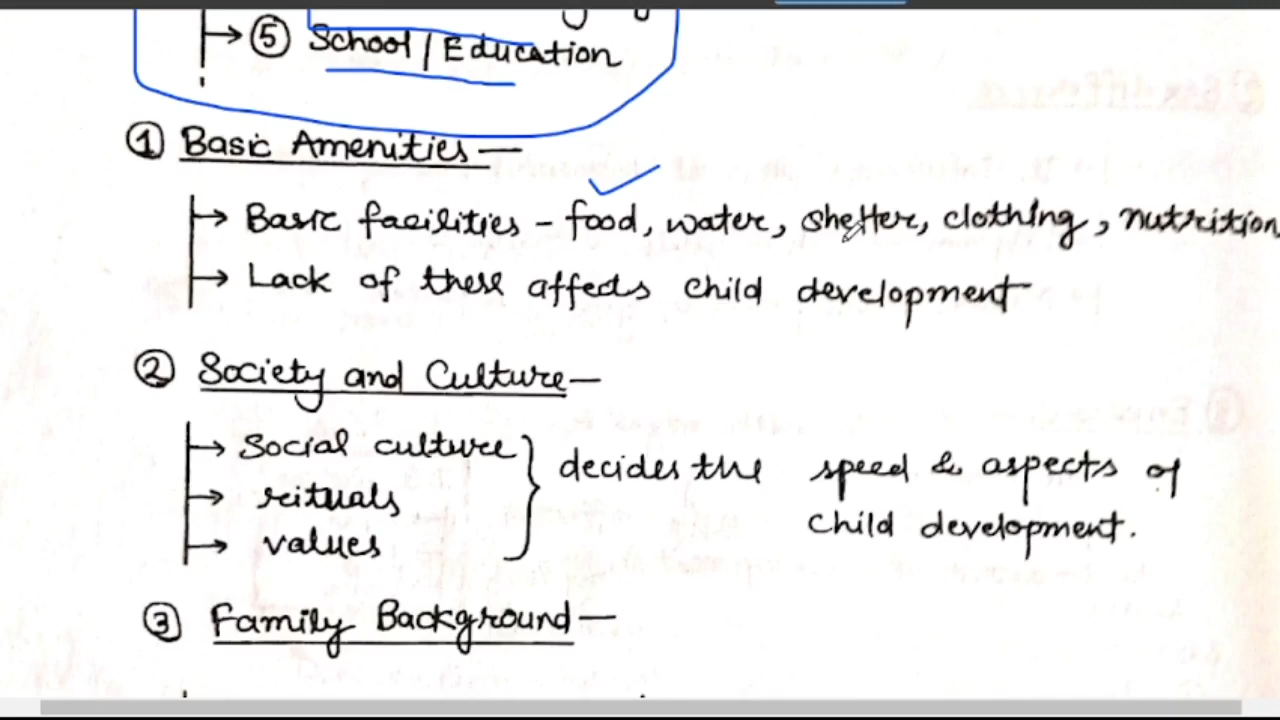 → ⑤ School/Education
① Basic Amenities —
→ Basic facilities - food, water, shelter, clothing, nutrition
→ Lack of these affects child development
② Society and Culture —
→ Social culture
→ rituals
→ values
decides the speed & aspects of
child development.
③ Family Background —